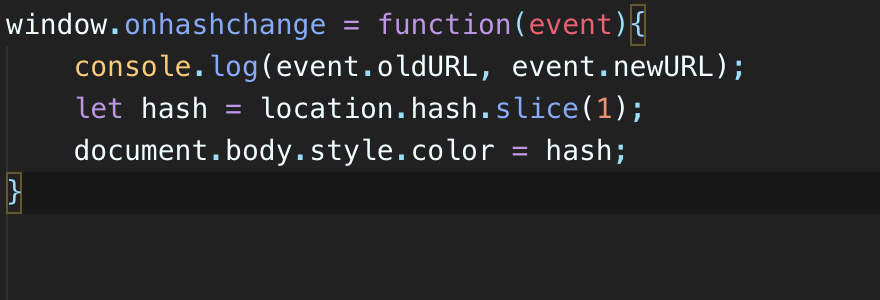 window.onhashchange = function(event){
    console.log(event.oldURL, event.newURL);
    let hash = location.hash.slice(1);
    document.body.style.color = hash;
}